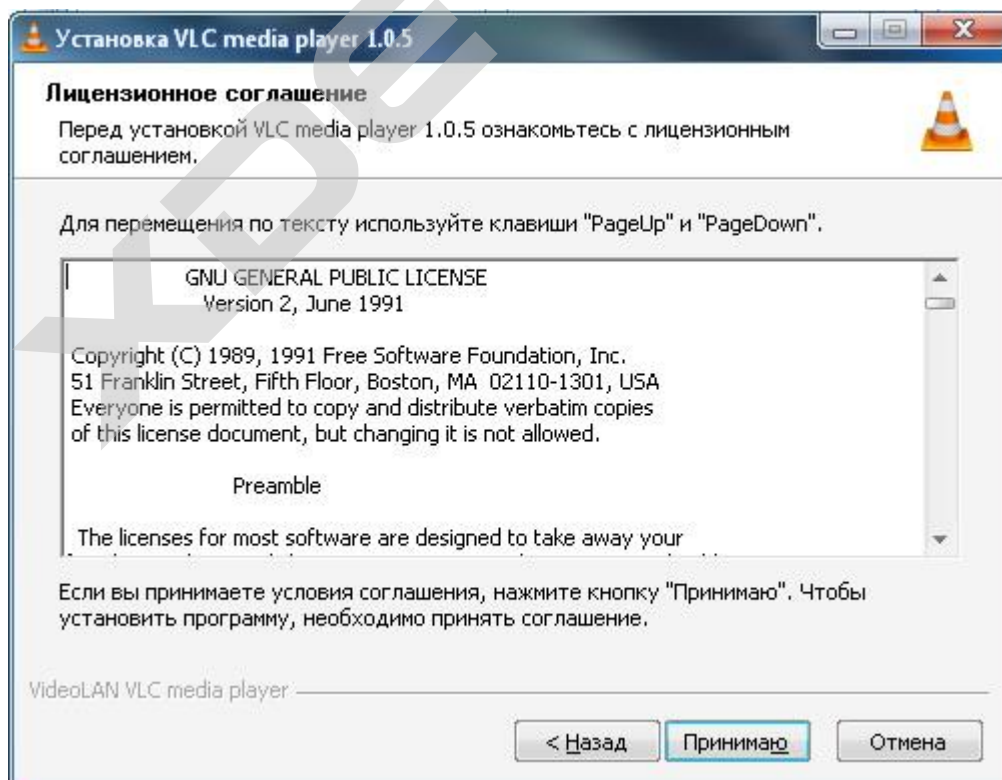 Установка VLC media player 1.0.5
Лицензионное соглашение
Перед установкой VLC media player 1.0.5 ознакомьтесь с лицензионным
соглашением.
Для перемещения по тексту используйте клавиши "PageUp" и "PageDown".
GNU GENERAL PUBLIC LICENSE
Version 2, June 1991
Copyright (C) 1989, 1991 Free Software Foundation, Inc.
51 Franklin Street, Fifth Floor, Boston, MA 02110-1301, USA
Everyone is permitted to copy and distribute verbatim copies
of this license document, but changing it is not allowed.
Preamble
The licenses for most software are designed to take away your
Если вы принимаете условия соглашения, нажмите кнопку "Принимаю". Чтобы
установить программу, необходимо принять соглашение.
VideoLAN VLC media player
< Назад Принимаю Отмена
XDE